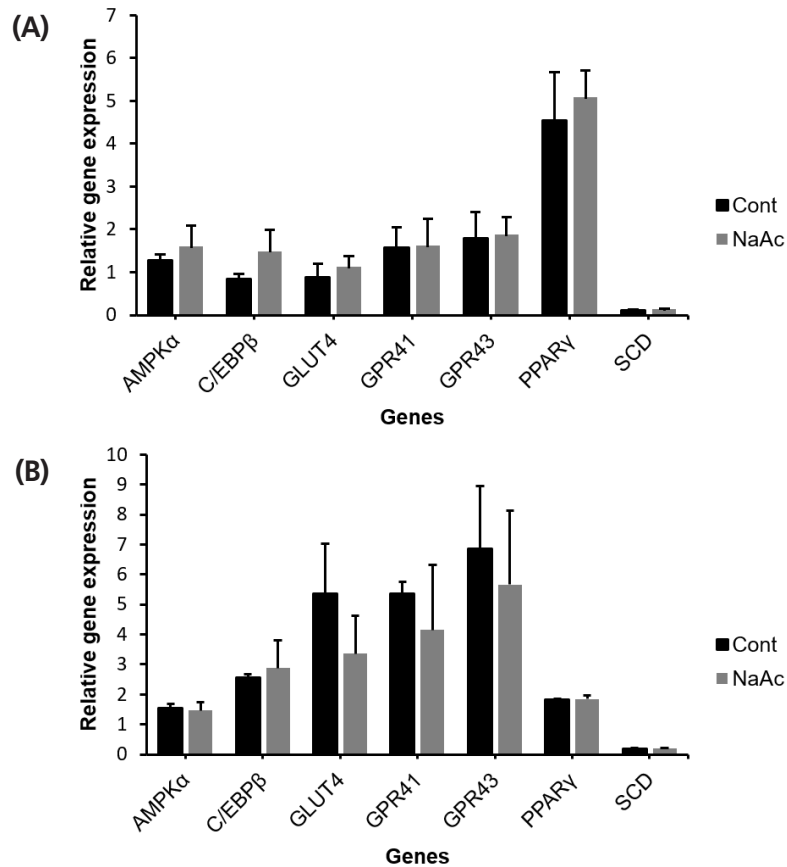 (A)
Relative gene expression
7
6
5
4
3
2
1
0
AMPKα
C/EBPβ
GLUT4
GPR41
GPR43
PPARγ
SCD
Genes
Cont
NaAc
(B)
Relative gene expression
10
9
8
7
6
5
4
3
2
1
0
AMPKα
C/EBPβ
GLUT4
GPR41
GPR43
PPARγ
SCD
Genes
Cont
NaAc